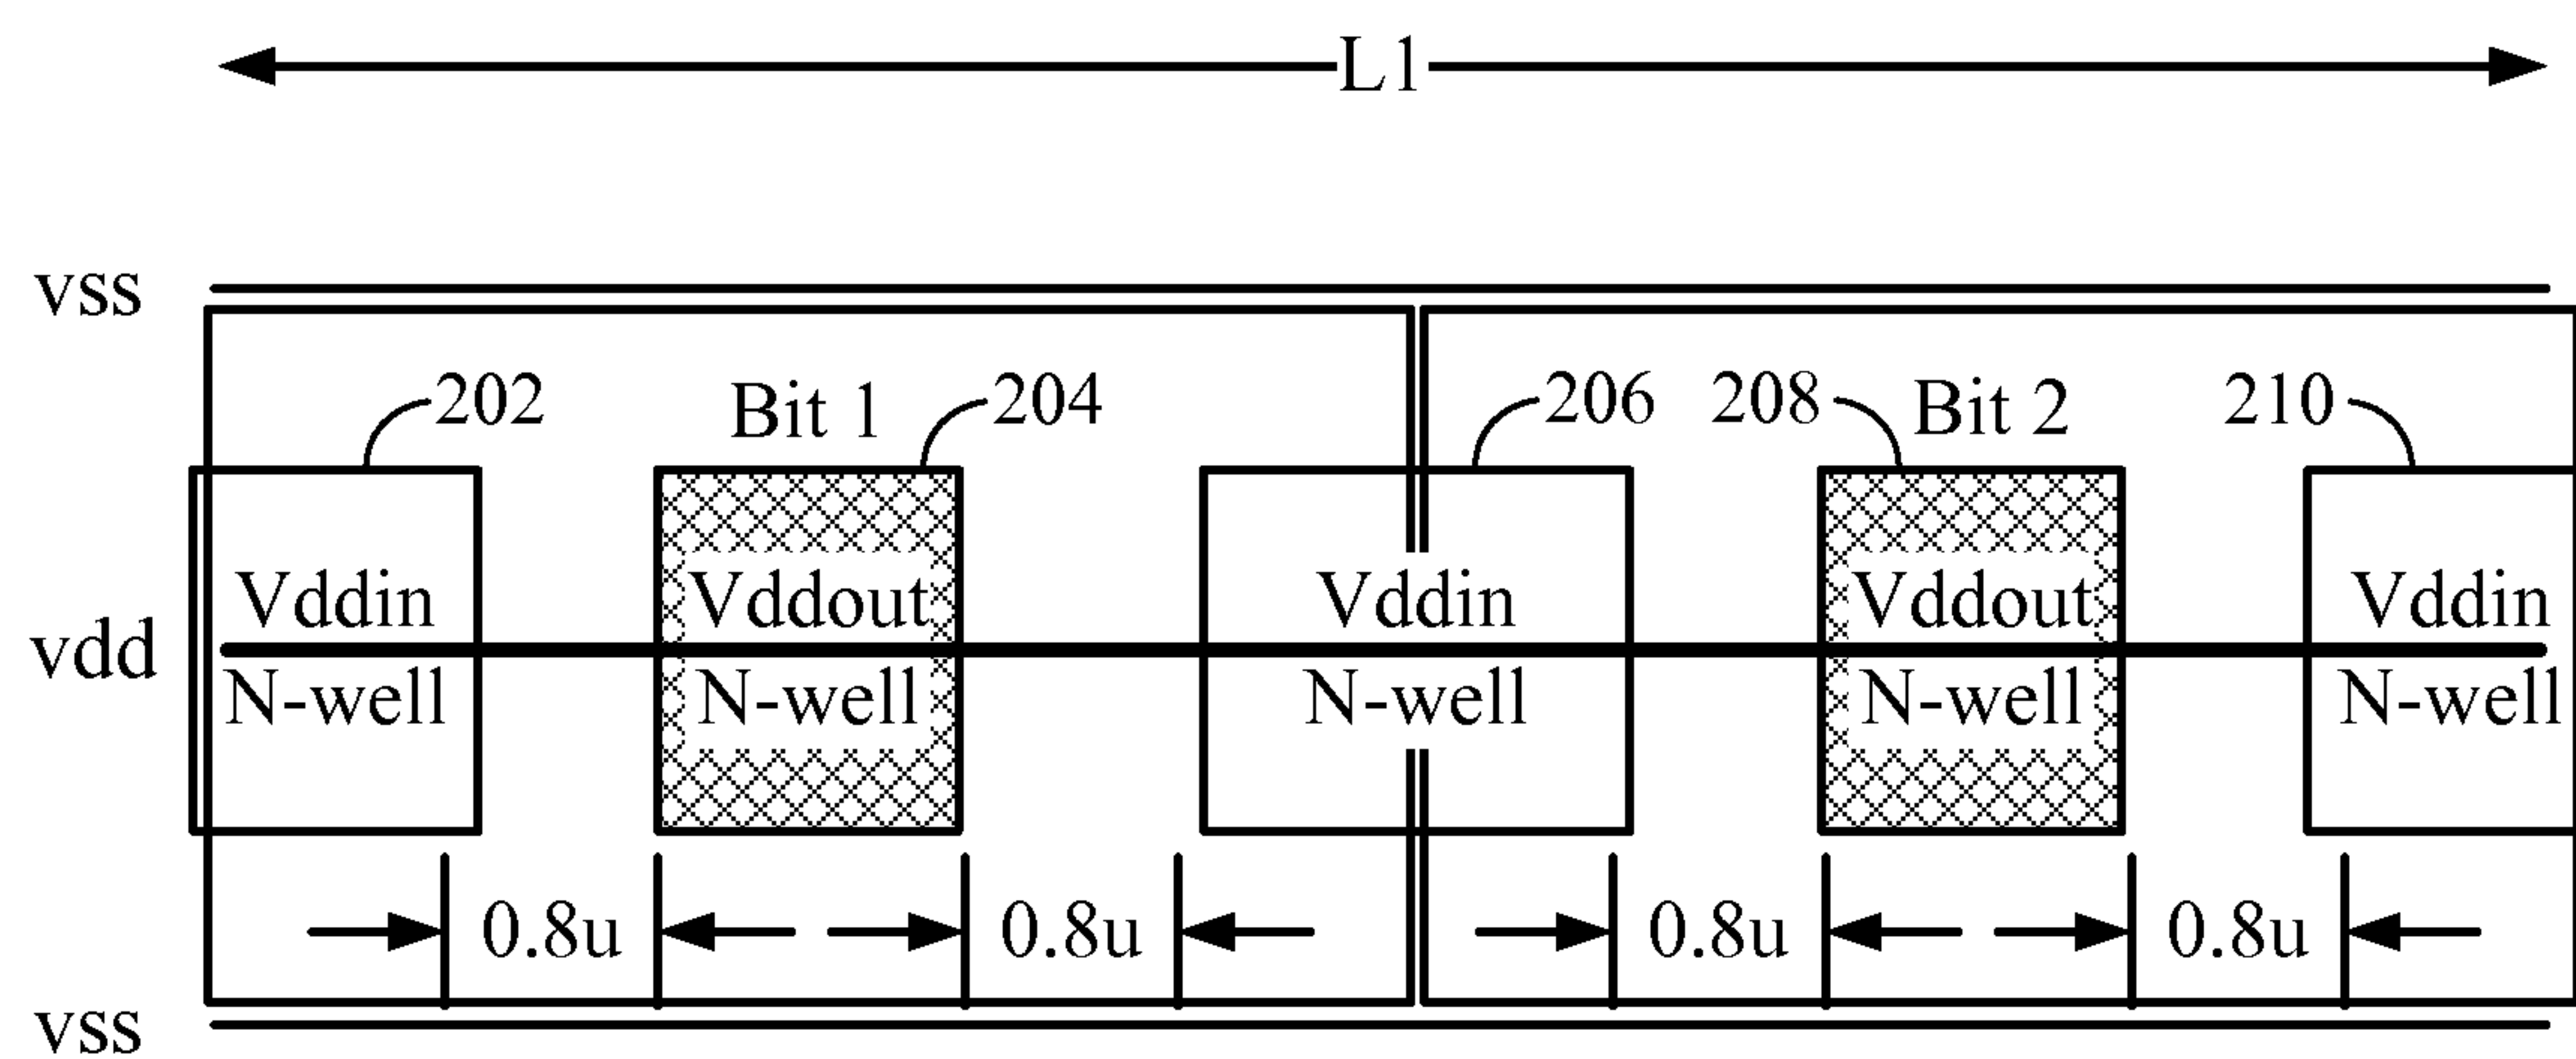 L1
vss
202 Bit 1 204 206 208 Bit 2 210
Vddin Vddout Vddin Vddout Vddin
vdd
N-well N-well N-well N-well N-well
0.8u 0.8u 0.8u 0.8u
vss